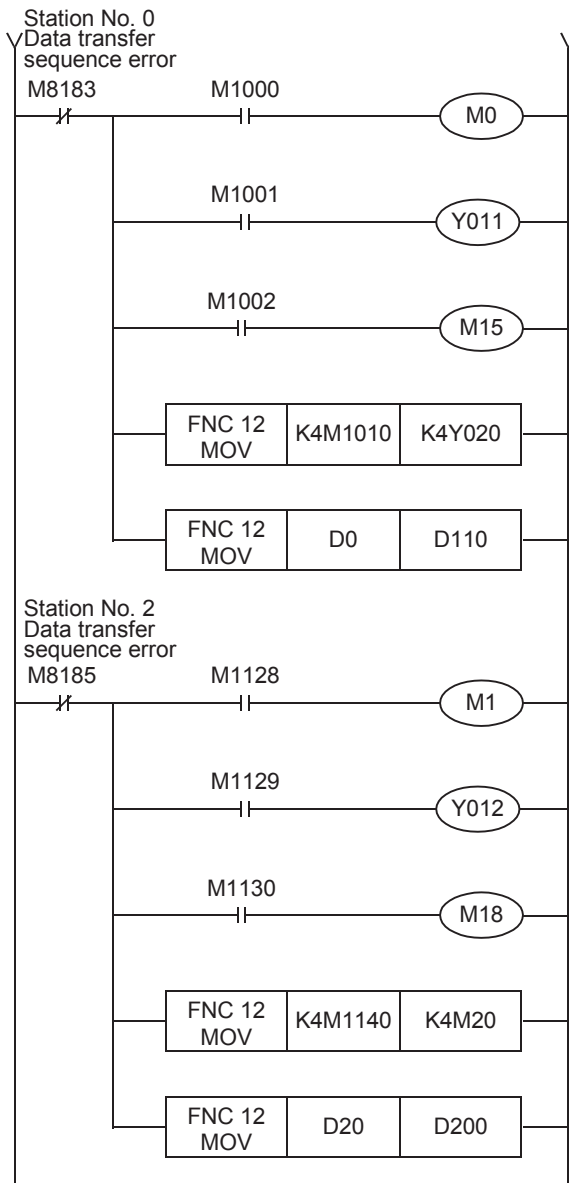 Station No. 0
Data transfer
sequence error
M8183 M1000
M0
M1001
Y011
M1002
M15
FNC 12
MOV K4M1010 K4Y020
FNC 12
MOV D0 D110
Station No. 2
Data transfer
sequence error
M8185 M1128
M1
M1129
Y012
M1130
M18
FNC 12
MOV K4M1140 K4M20
FNC 12
MOV D20 D200